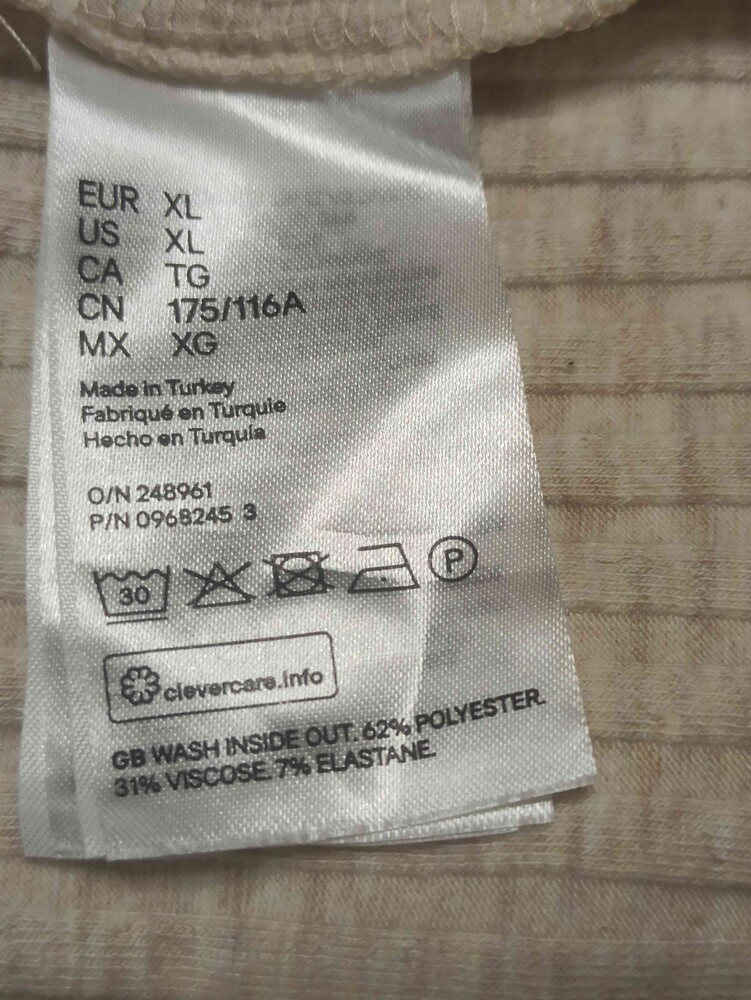 EUR XL
US XL
CA TG
CN 175/116A
MX XG
Made in Turkey
Fabriqué en Turquie
Hecho en Turquía
O/N 248961
P/N 0968245 3
30
P
clevercare.info
GB WASH INSIDE OUT. 62% POLYESTER.
31% VISCOSE. 7% ELASTANE.